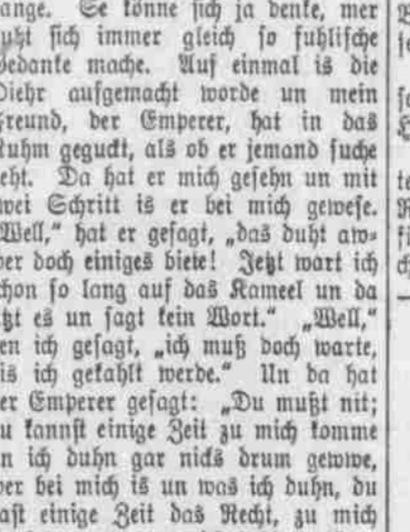 ange. Se könne sich ja denke, mer
uht sich immer gleich so fuhlische
Gedanke mache. Auf einmal is die
Diehr aufgemacht worde un mein
Freund, der Emperer, hat in das
Ruhm geguckt, als ob er jemand suche
eht. Da hat er mich gesehn un mit
wei Schritt is er bei mich gewese.
Well," hat er gesagt, „das duht aw-
er doch einiges biete! Jetzt wart ich
chon so lang auf das Kameel un da
tzt es un sagt kein Wort." „Well,"
en ich gesagt, „ich muß doch warte,
is ich gekahlt werde." Un da hat
er Emperer gesagt: „Du mußt nit;
u kannst einige Zeit zu mich komme
n ich duhn gar nicks drum gewwe,
er bei mich is un was ich duhn, du
ast einige Zeit das Recht, zu mich